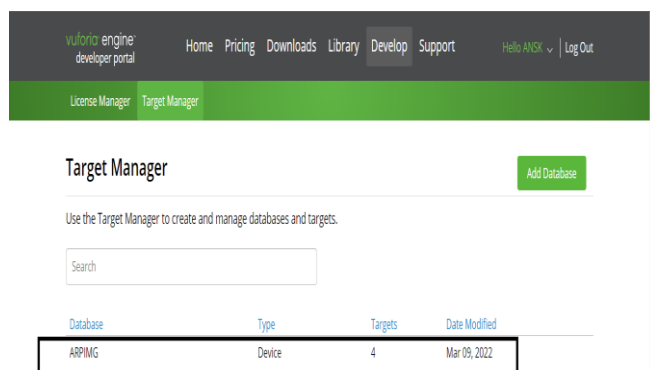 vuforia engine™ Home Pricing Downloads Library Develop Support Hello ANSK | Log Out
developer portal
License Manager Target Manager
Target Manager Add Database
Use the Target Manager to create and manage databases and targets.
Search
Database Type Targets Date Modified
ARPIMG Device 4 Mar 09, 2022